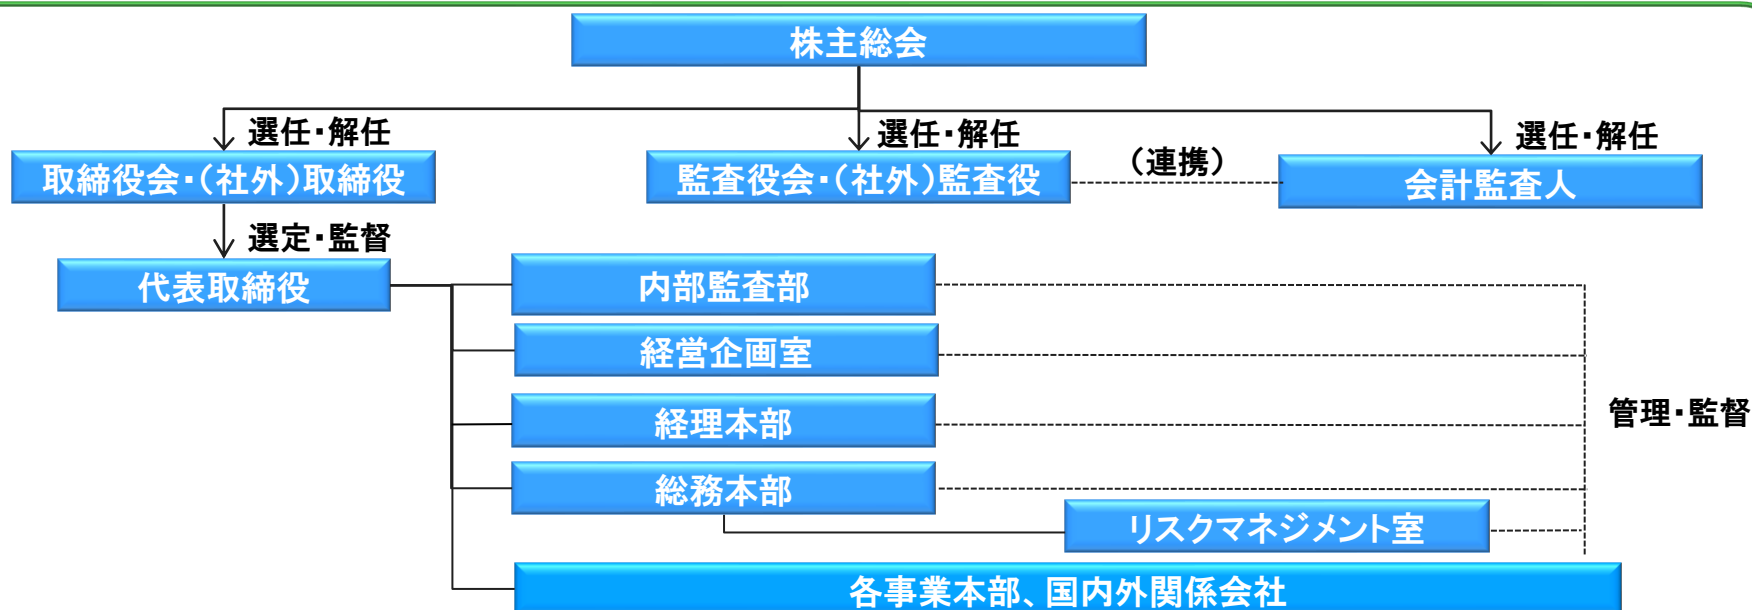 株主総会
選任・解任
選任・解任
選任・解任
取締役会・（社外）取締役
監査役会・（社外）監査役
（連携）
会計監査人
選定・監督
代表取締役
内部監査部
経営企画室
経理本部
管理・監督
総務本部
リスクマネジメント室
各事業本部、国内外関係会社